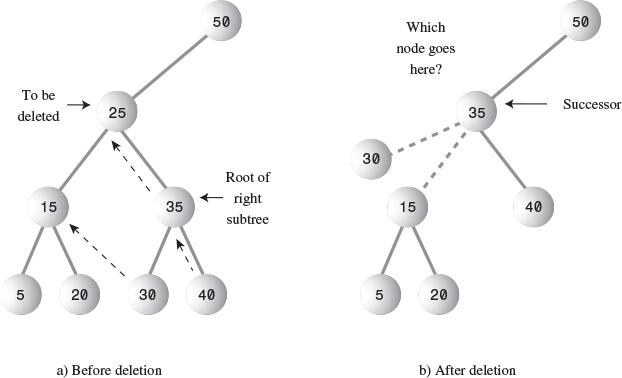 50
To be
deleted
25
15
35
Root of
right
subtree
5
20
30
40
a) Before deletion
Which
node goes
here?
50
35
Successor
30
15
40
5
20
b) After deletion